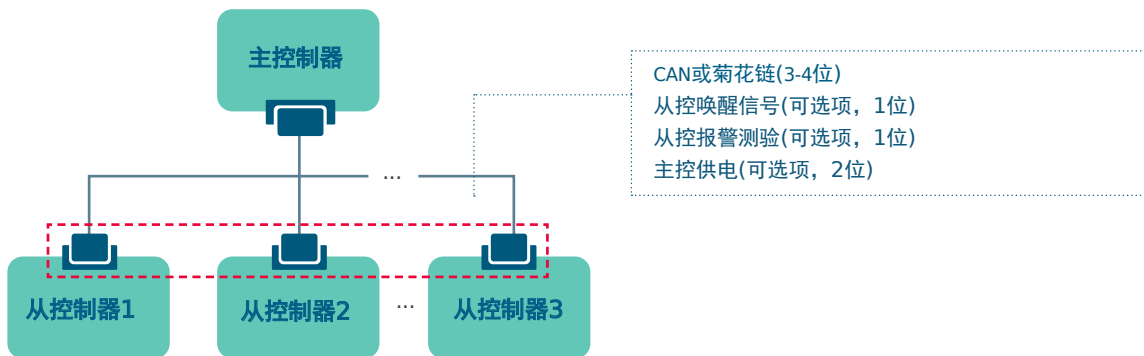 主控制器
CAN或菊花链(3-4位)
从控唤醒信号(可选项，1位)
从控报警测验(可选项，1位)
主控供电(可选项，2位)
...
从控制器1
从控制器2
...
从控制器3